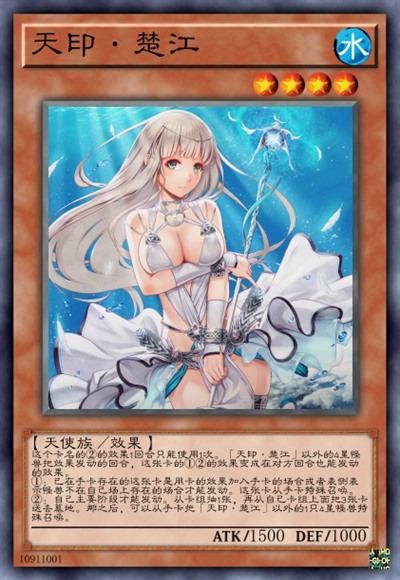 天印·楚江
水
【天使族／效果】
这个卡名的②的效果1回合只能使用1次。「天印·楚江」以外的4星怪
兽把效果发动的回合，这张卡的①②的效果变成在对方回合也能发动
的效果。
①：已在手卡存在的这张卡是用卡的效果加入手卡的场合或者表侧表
示怪兽不在自己场上存在的场合才能发动。这张卡从手卡特殊召唤。
②：自己主要阶段才能发动。从卡组抽1张，再从自己卡组上面把3张卡
送去墓地。那之后，可以从手卡把「天印·楚江」以外的1只4星怪兽特
殊召唤。
ATK/1500 DEF/1000
10911001